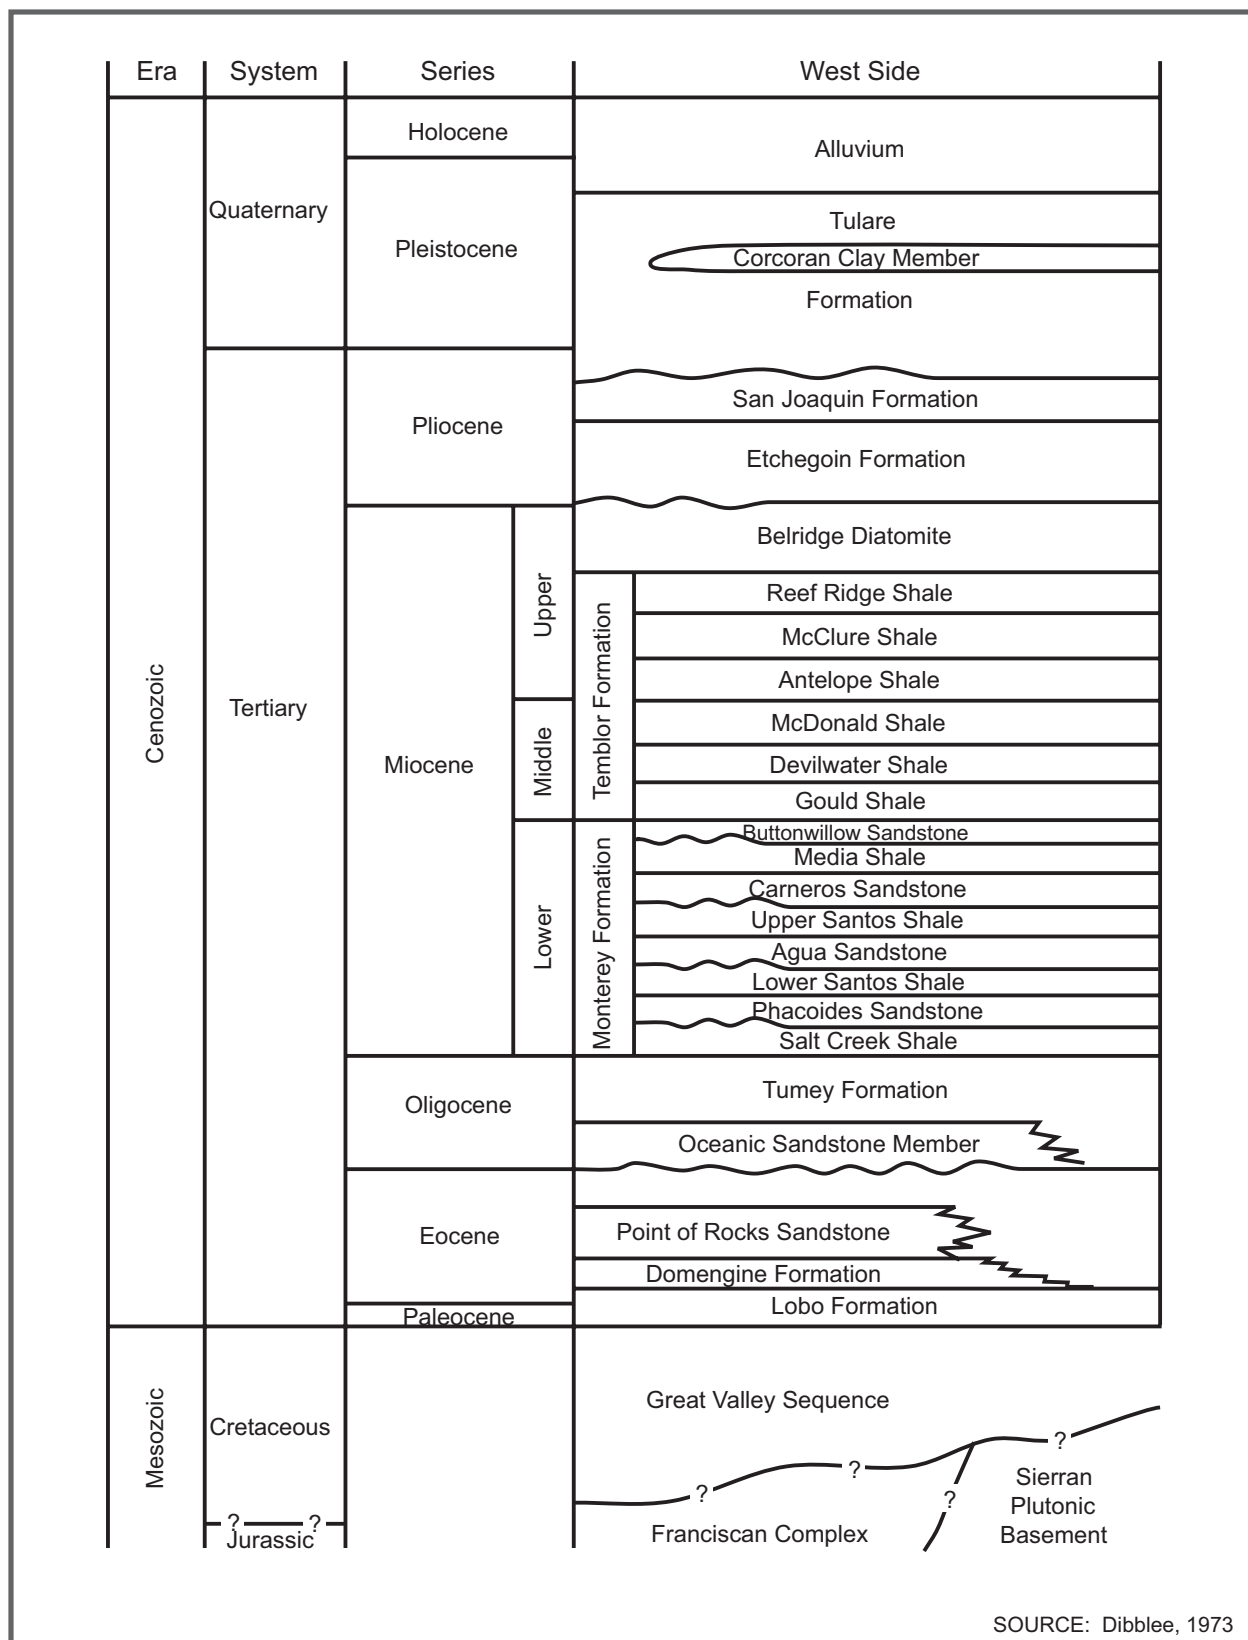 Era
System
Series
West Side
Holocene
Alluvium
Quaternary
Pleistocene
Tulare
Corcoran Clay Member
Formation
San Joaquin Formation
Pliocene
Etchegoin Formation
Belridge Diatomite
Cenozoic
Tertiary
Miocene
Upper
Middle
Lower
Temblor Formation
Reef Ridge Shale
McClure Shale
Antelope Shale
McDonald Shale
Devilwater Shale
Gould Shale
Monterey Formation
Buttonwillow Sandstone
Media Shale
Carneros Sandstone
Upper Santos Shale
Agua Sandstone
Lower Santos Shale
Phacoides Sandstone
Salt Creek Shale
Oligocene
Tumey Formation
Oceanic Sandstone Member
Eocene
Point of Rocks Sandstone
Domengine Formation
Lobo Formation
Paleocene
Mesozoic
Cretaceous
Great Valley Sequence
?
?
?
?
Sierran
Plutonic
Basement
Franciscan Complex
? ?
Jurassic
SOURCE: Dibblee, 1973